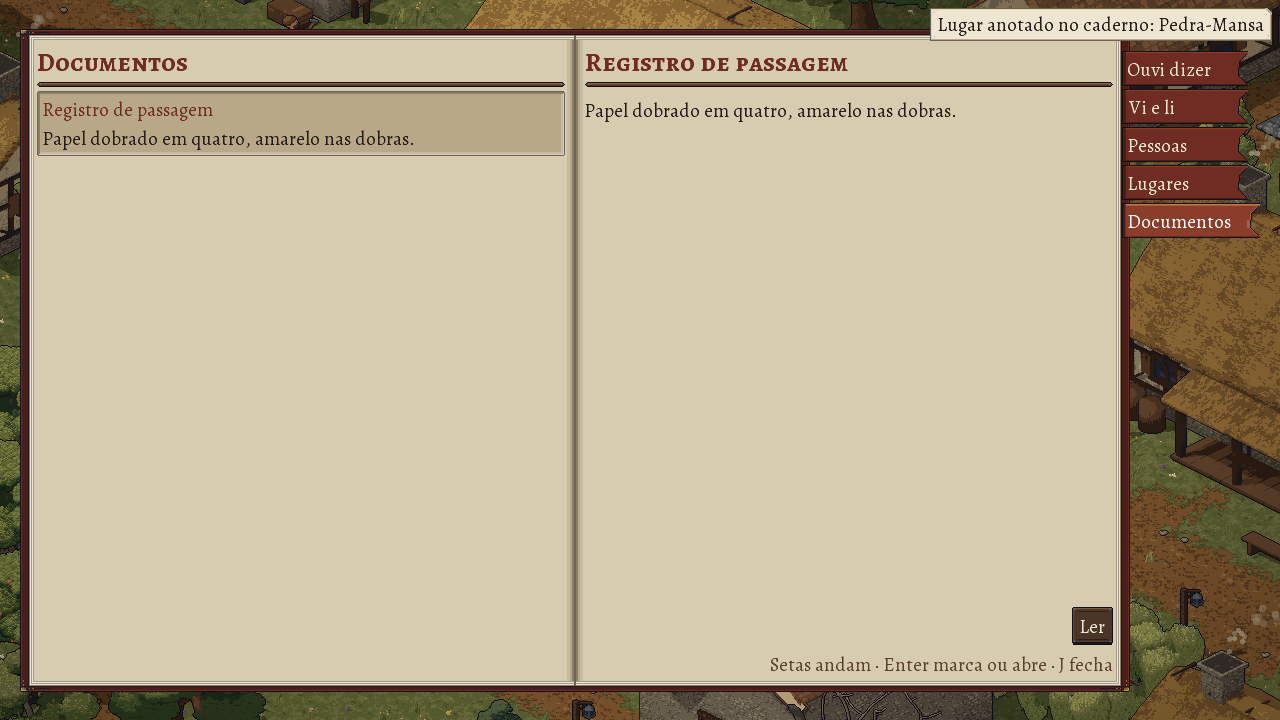 Lugar anotado no caderno: Pedra-Mansa
Documentos
Registro de passagem
Papel dobrado em quatro, amarelo nas dobras.
Registro de passagem
Papel dobrado em quatro, amarelo nas dobras.
Ler
Setas andam · Enter marca ou abre · J fecha
Ouvi dizer
Vi e li
Pessoas
Lugares
Documentos